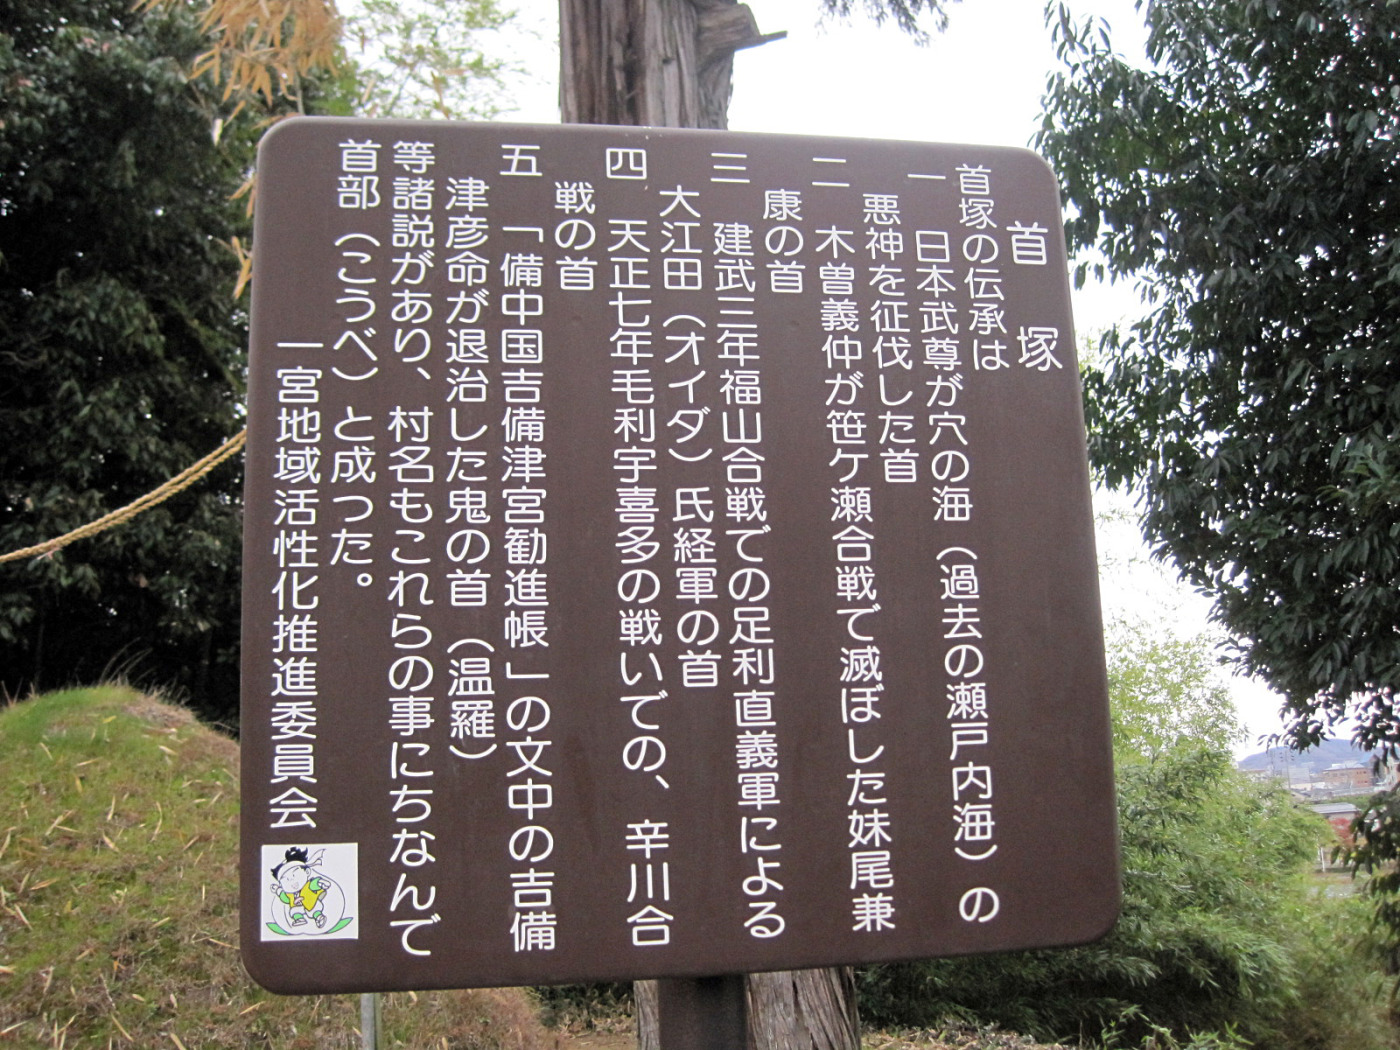 首塚
首塚の伝承は
一　日本武尊が穴の海（過去の瀬戸内海）の
悪神を征伐した首
二　木曽義仲が笹ケ瀬合戦で滅ぼした妹尾兼
康の首
三　建武三年福山合戦での足利直義軍による
大江田（オイダ）氏経軍の首
四　天正七年毛利宇喜多の戦いでの、辛川合
戦の首
五　「備中国吉備津宮勧進帳」の文中の吉備
津彦命が退治した鬼の首（温羅）
等諸説があり、村名もこれらの事にちなんで
首部（こうべ）と成つた。
一宮地域活性化推進委員会